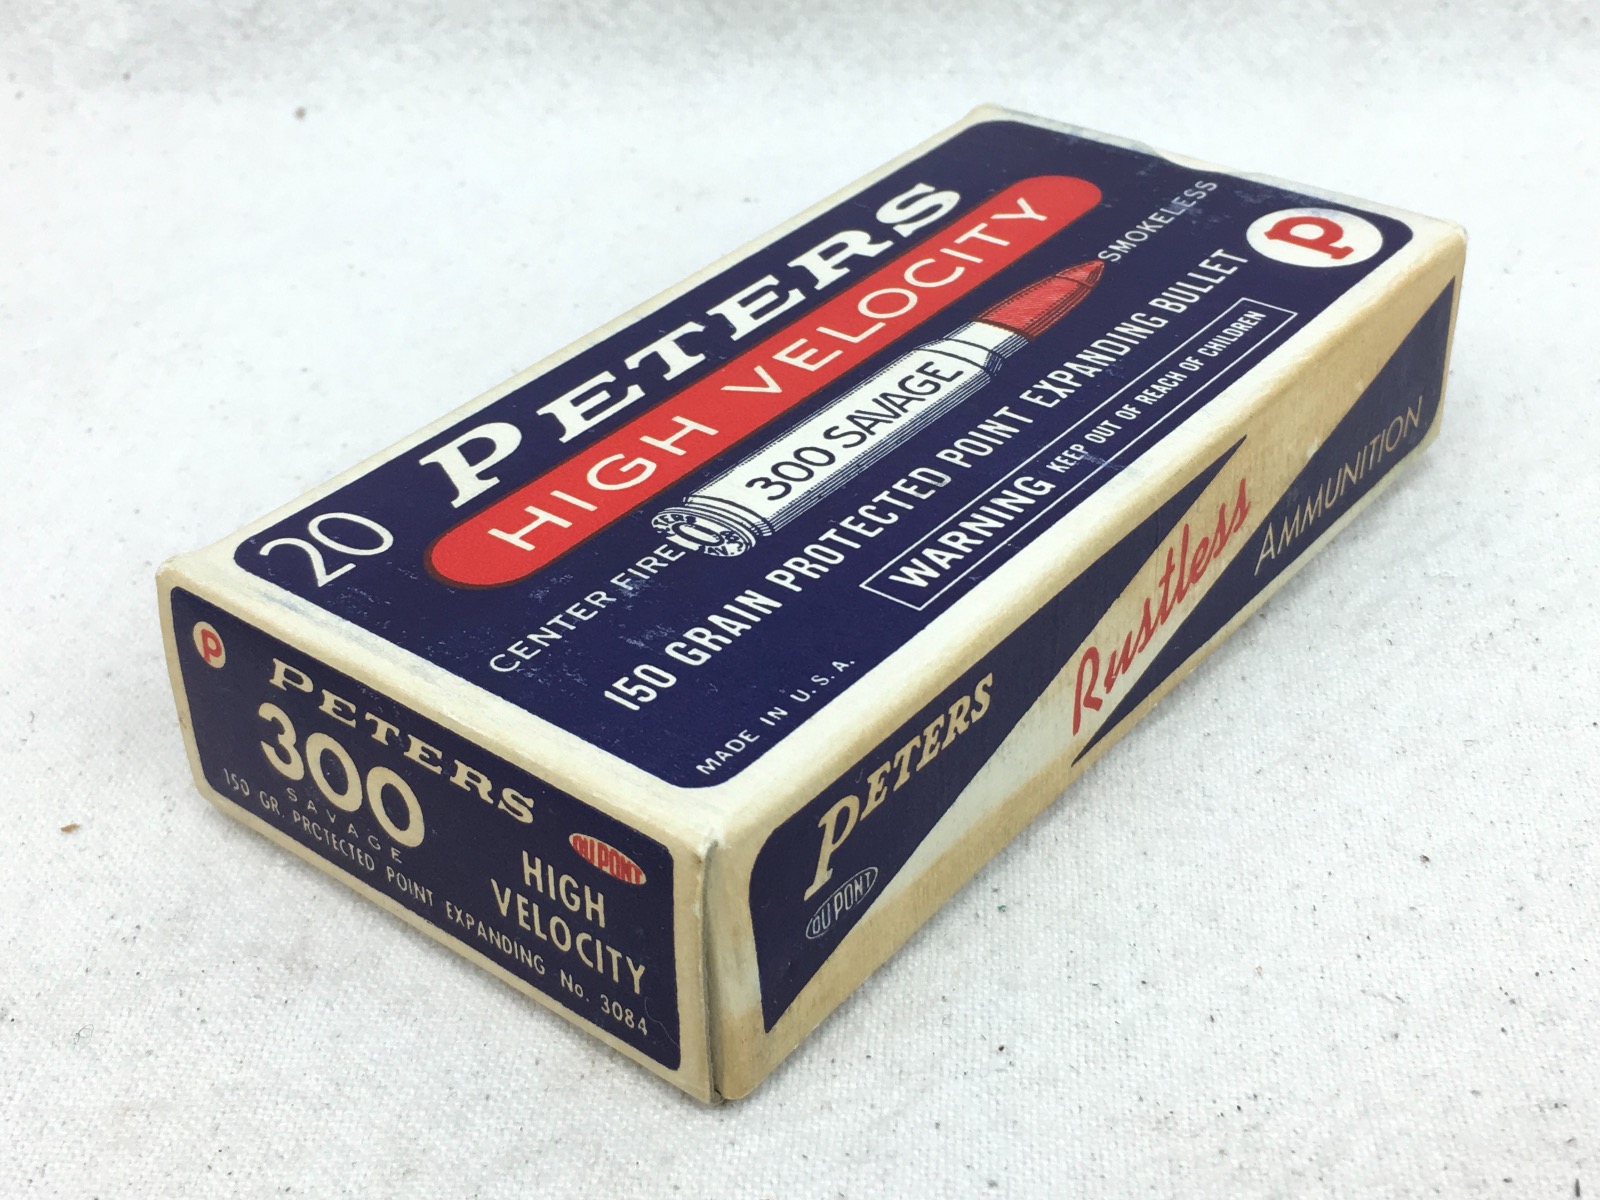 20
PETERS
HIGH VELOCITY
P
CENTER FIRE
300 SAVAGE
SMOKELESS
150 GRAIN PROTECTED POINT EXPANDING BULLET
WARNING KEEP OUT OF REACH OF CHILDREN
MADE IN U.S.A.
P
PETERS
300
SAVAGE
DU PONT
HIGH
VELOCITY
150 GR. PROTECTED POINT EXPANDING No. 3084
PETERS
Rustless
AMMUNITION
DU PONT